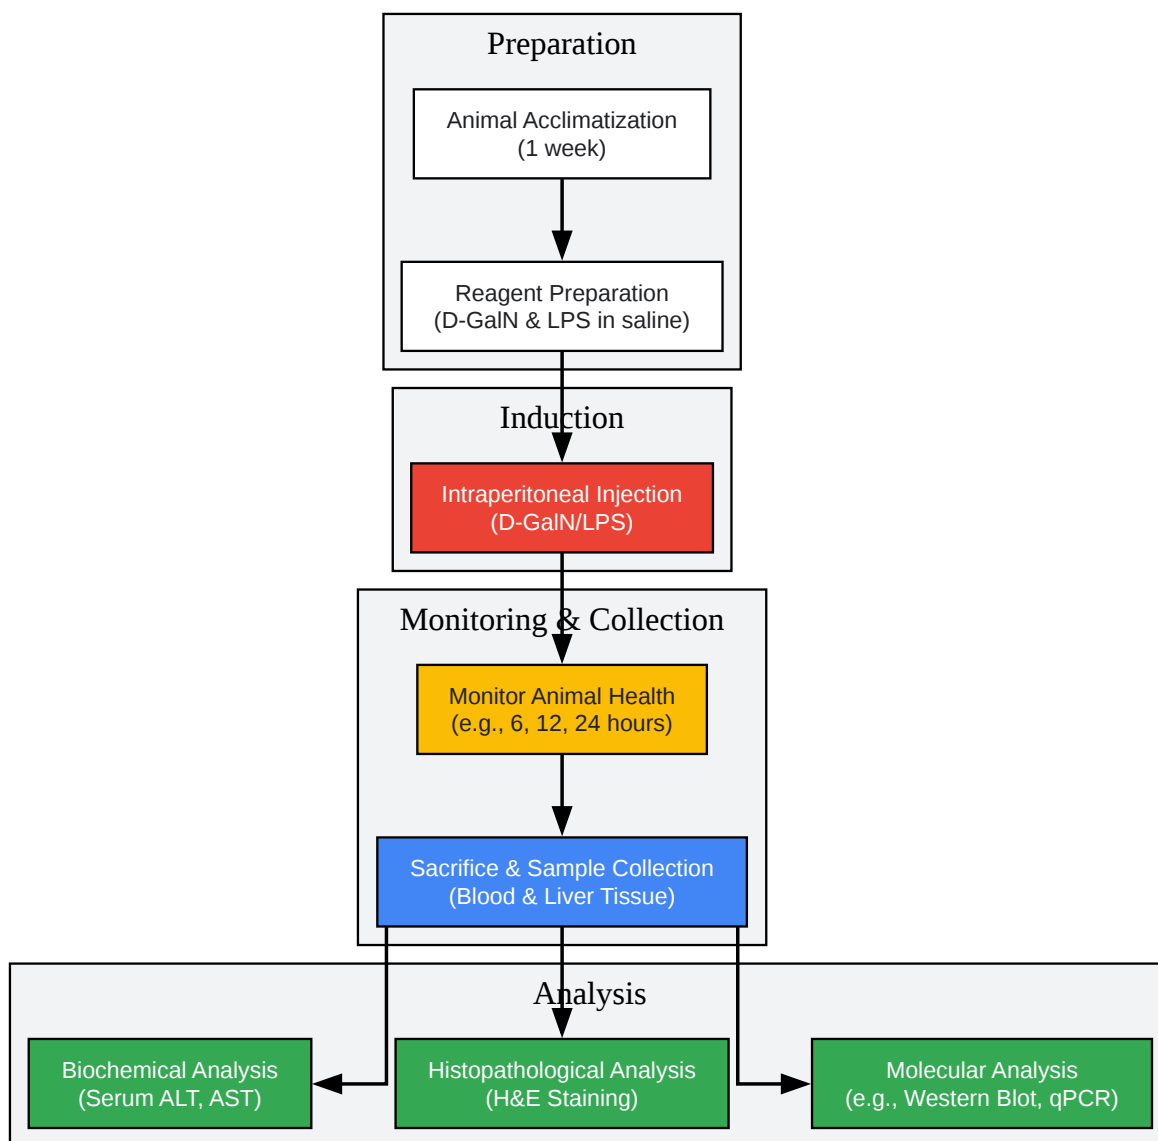 Preparation
Animal Acclimatization
(1 week)
Reagent Preparation
(D-GalN & LPS in saline)
Induction
Intraperitoneal Injection
(D-GalN/LPS)
Monitoring & Collection
Monitor Animal Health
(e.g., 6, 12, 24 hours)
Sacrifice & Sample Collection
(Blood & Liver Tissue)
Analysis
Biochemical Analysis
(Serum ALT, AST)
Histopathological Analysis
(H&E Staining)
Molecular Analysis
(e.g., Western Blot, qPCR)